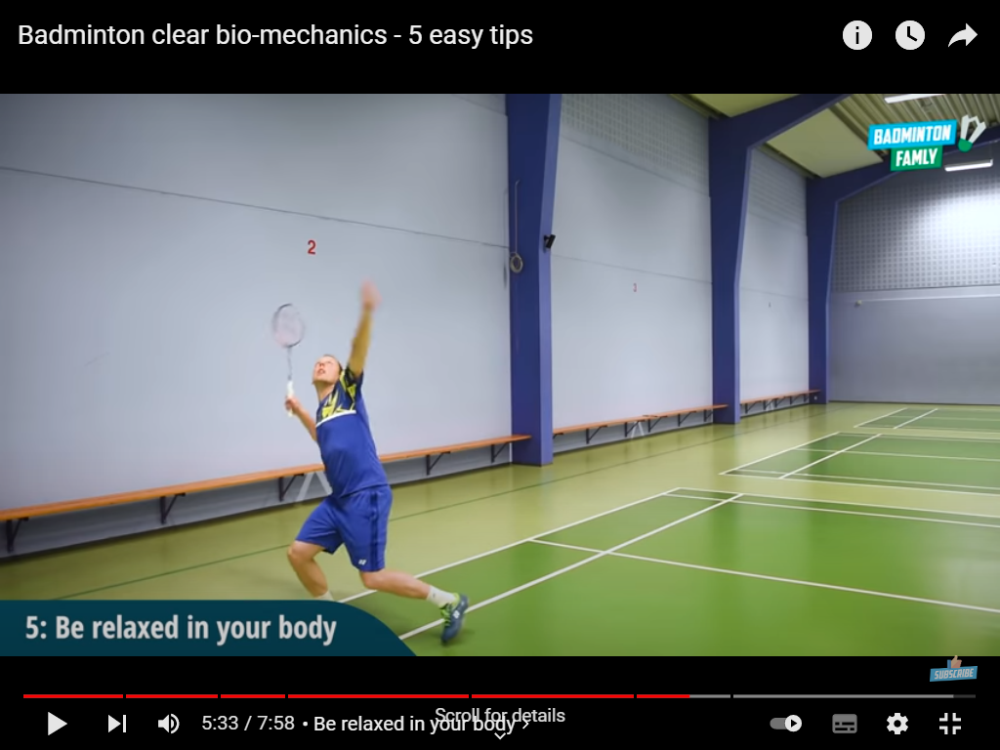 Badminton clear bio-mechanics - 5 easy tips
BADMINTON
FAMLY
2
3
5: Be relaxed in your body
SUBSCRIBE
5:33 / 7:58 • Be relaxed in your body ›
Scroll for details